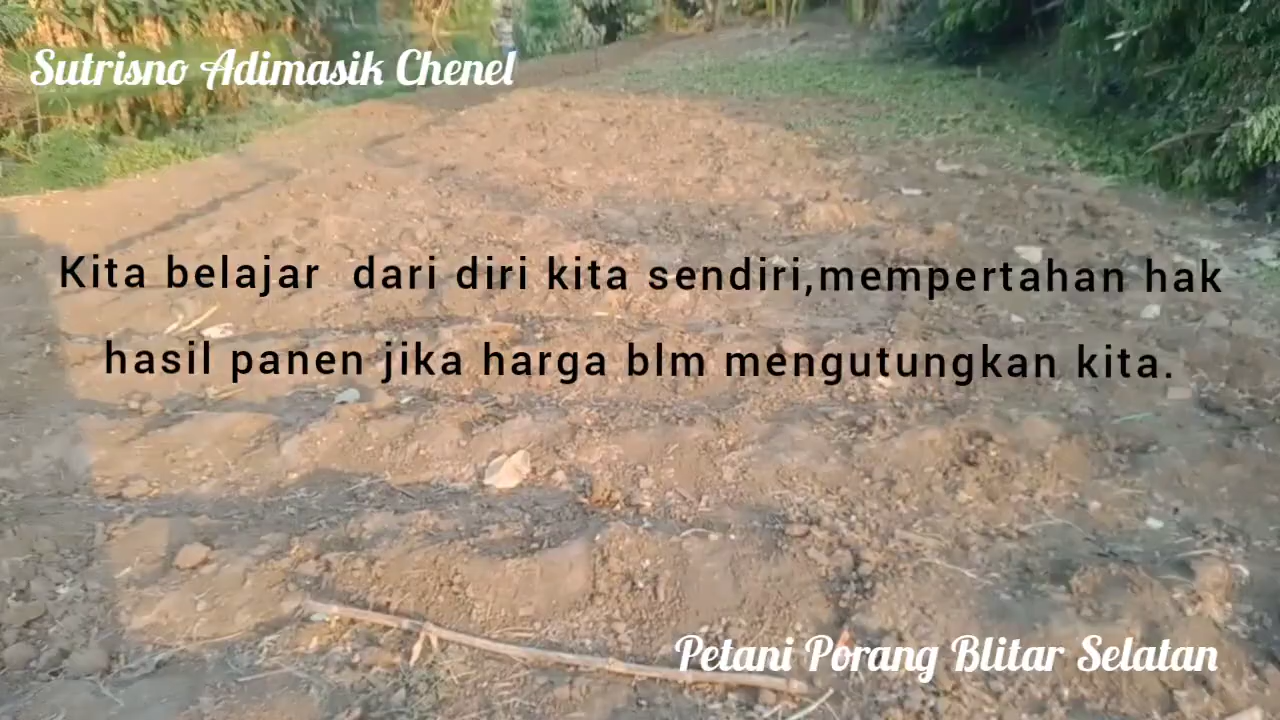 Sutrisno Adimasik Chenel
Kita belajar dari diri kita sendiri,mempertahan hak
hasil panen jika harga blm mengutungkan kita.
Petani Porang Blitar Selatan